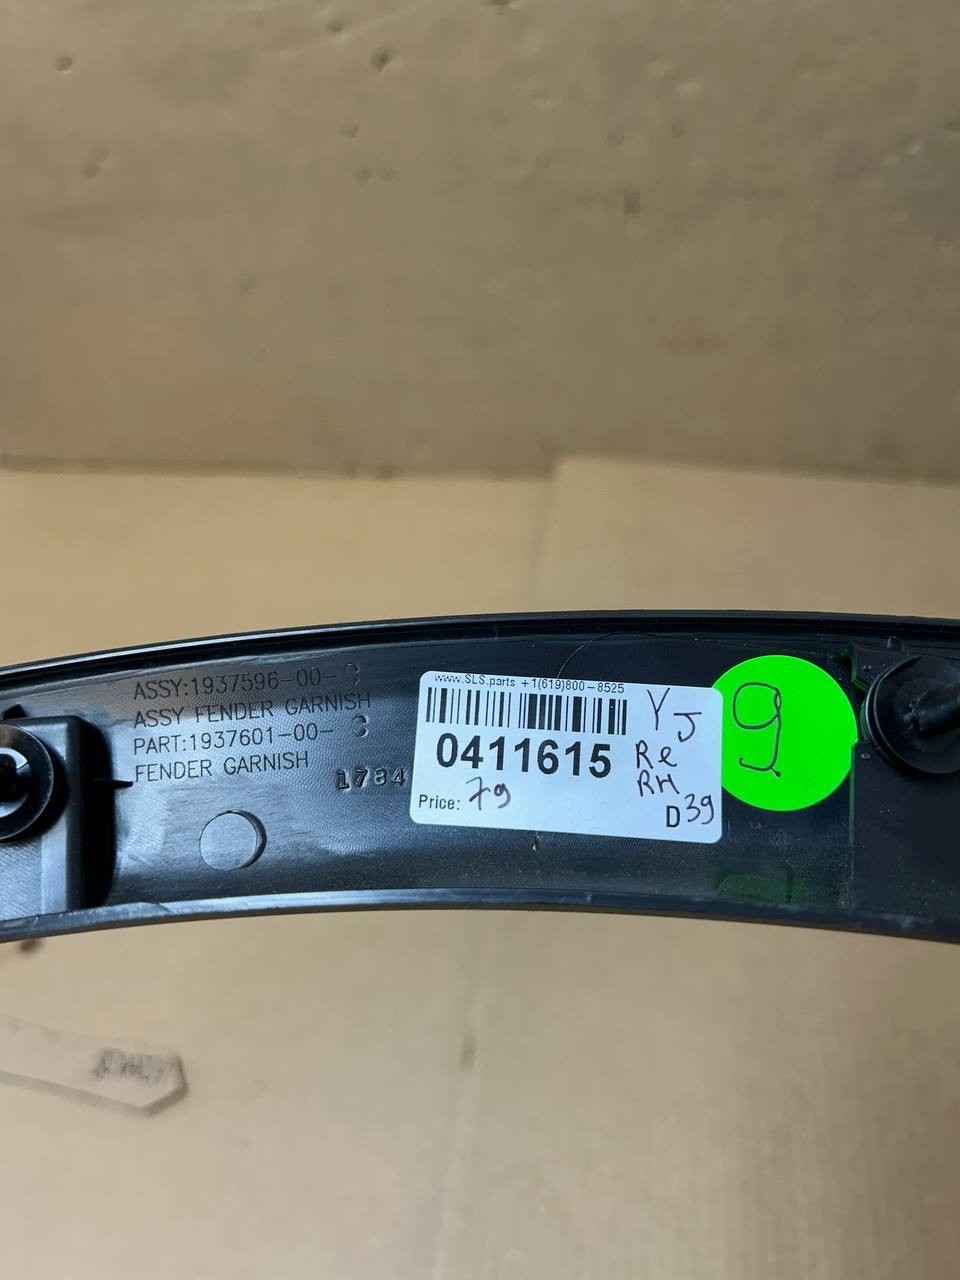 ASSY:1937596-00-C
ASSY FENDER GARNISH
PART:1937601-00-C
FENDER GARNISH
1784
www.SLS.parts +1(619)800-8525
0411615
Price: 79
YJ
Re
RH
D39
9